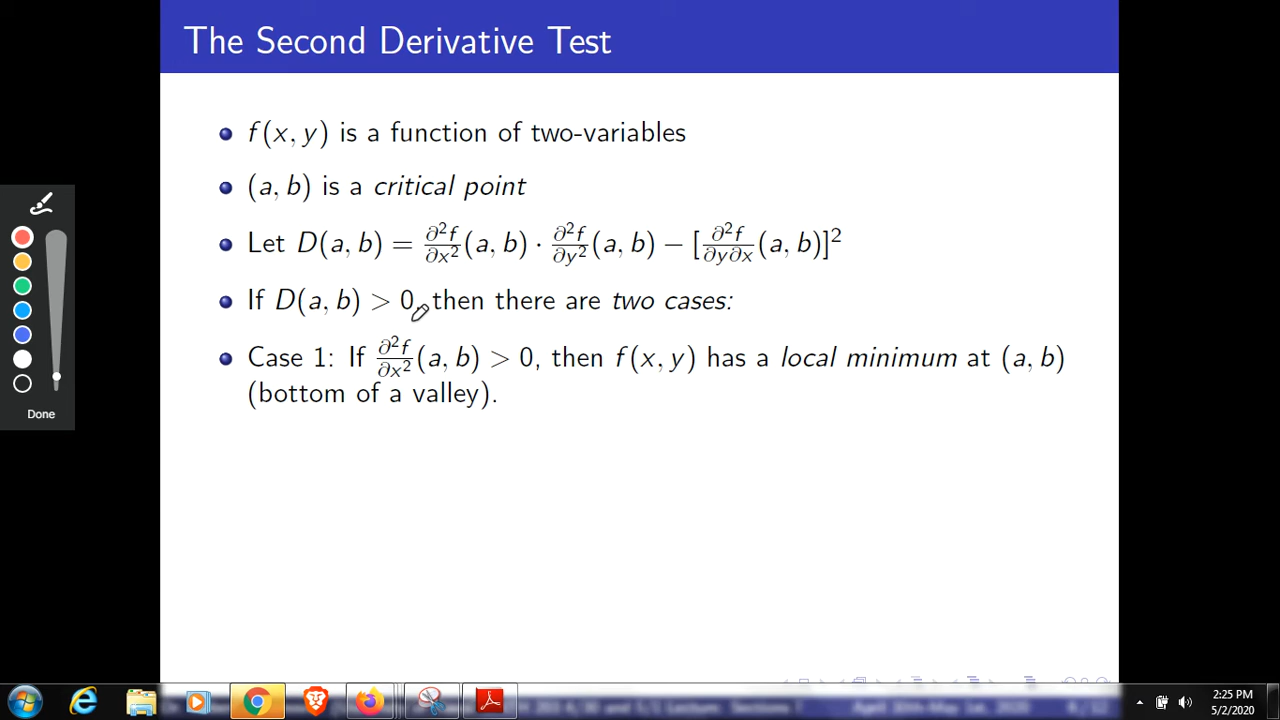 The Second Derivative Test
f(x, y) is a function of two-variables
(a, b) is a critical point
Let D(a, b) = ∂²f/∂x² (a, b) · ∂²f/∂y² (a, b) − [∂²f/∂y∂x (a, b)]²
If D(a, b) > 0, then there are two cases:
Case 1: If ∂²f/∂x² (a, b) > 0, then f(x, y) has a local minimum at (a, b)
(bottom of a valley).
Done
2:25 PM
5/2/2020